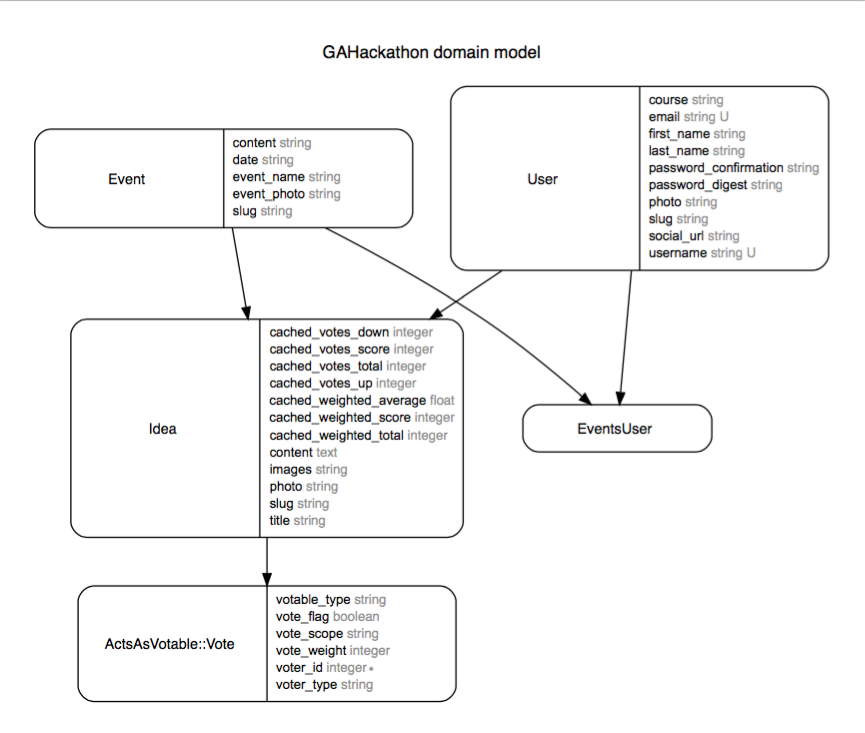 GAHackathon domain model
Event
content string
date string
event_name string
event_photo string
slug string
User
course string
email string U
first_name string
last_name string
password_confirmation string
password_digest string
photo string
slug string
social_url string
username string U
Idea
cached_votes_down integer
cached_votes_score integer
cached_votes_total integer
cached_votes_up integer
cached_weighted_average float
cached_weighted_score integer
cached_weighted_total integer
content text
images string
photo string
slug string
title string
EventsUser
ActsAsVotable::Vote
votable_type string
vote_flag boolean
vote_scope string
vote_weight integer
voter_id integer ∗
voter_type string